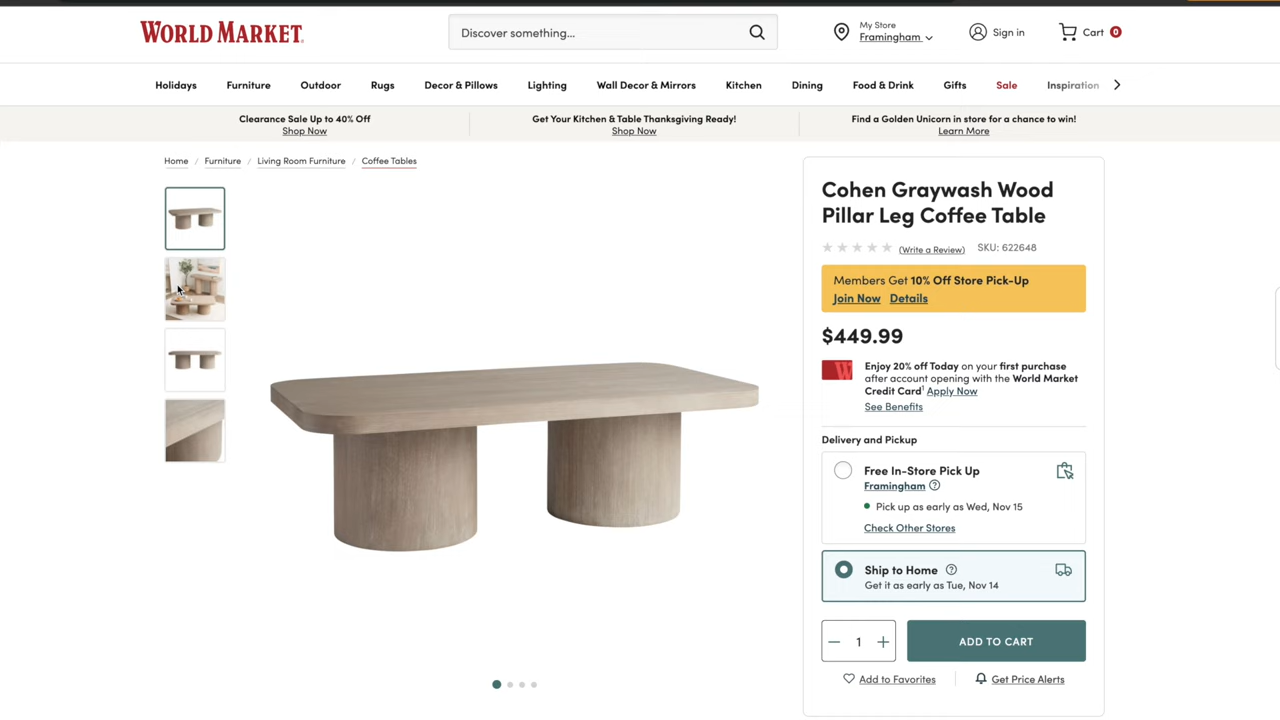 WORLD MARKET.
Discover something...
My Store
Framingham
Sign in
Cart 0
Holidays
Furniture
Outdoor
Rugs
Decor & Pillows
Lighting
Wall Decor & Mirrors
Kitchen
Dining
Food & Drink
Gifts
Sale
Inspiration
Clearance Sale Up to 40% Off
Shop Now
Get Your Kitchen & Table Thanksgiving Ready!
Shop Now
Find a Golden Unicorn in store for a chance to win!
Learn More
Home / Furniture / Living Room Furniture / Coffee Tables
Cohen Graywash Wood
Pillar Leg Coffee Table
(Write a Review) SKU: 622648
Members Get 10% Off Store Pick-Up
Join Now Details
$449.99
Enjoy 20% off Today on your first purchase
after account opening with the World Market
Credit Card¹ Apply Now
See Benefits
Delivery and Pickup
Free In-Store Pick Up
Framingham
Pick up as early as Wed, Nov 15
Check Other Stores
Ship to Home
Get it as early as Tue, Nov 14
1
ADD TO CART
Add to Favorites
Get Price Alerts